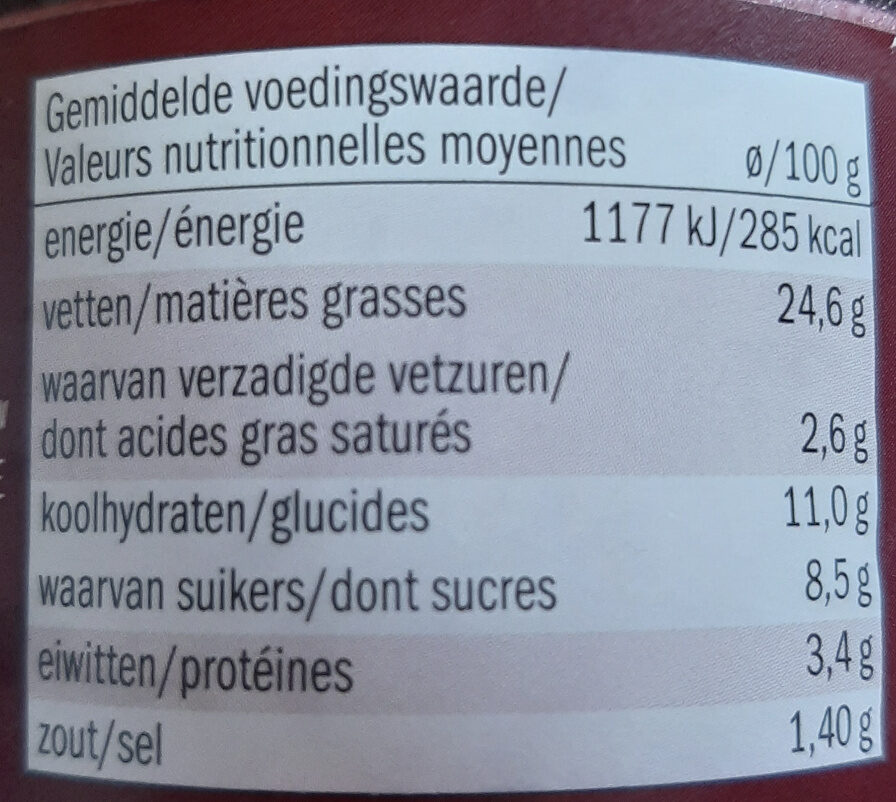 Gemiddelde voedingswaarde/
Valeurs nutritionnelles moyennes ø/100 g
energie/énergie 1177 kJ/285 kcal
vetten/matières grasses 24,6 g
waarvan verzadigde vetzuren/
dont acides gras saturés 2,6 g
koolhydraten/glucides 11,0 g
waarvan suikers/dont sucres 8,5 g
eiwitten/protéines 3,4 g
zout/sel 1,40 g